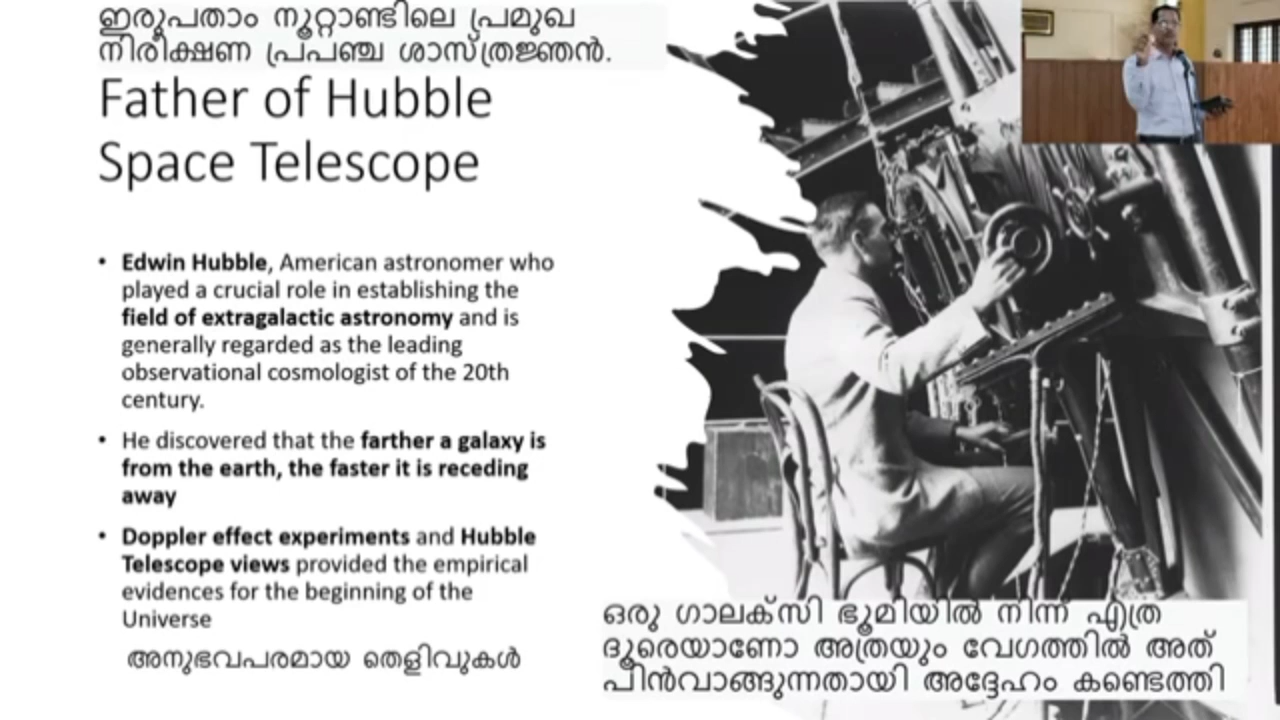 ഇരുപതാം നൂറ്റാണ്ടിലെ പ്രമുഖ
നിരീക്ഷണ പ്രപഞ്ച ശാസ്ത്രജ്ഞൻ.
Father of Hubble
Space Telescope
• Edwin Hubble, American astronomer who
played a crucial role in establishing the
field of extragalactic astronomy and is
generally regarded as the leading
observational cosmologist of the 20th
century.
• He discovered that the farther a galaxy is
from the earth, the faster it is receding
away
• Doppler effect experiments and Hubble
Telescope views provided the empirical
evidences for the beginning of the
Universe
അനുഭവപരമായ തെളിവുകൾ
ഒരു ഗാലക്സി ഭൂമിയിൽ നിന്ന് എത്ര
ദൂരെയാണോ അത്രയും വേഗത്തിൽ അത്
പിൻവാങ്ങുന്നതായി അദ്ദേഹം കണ്ടെത്തി